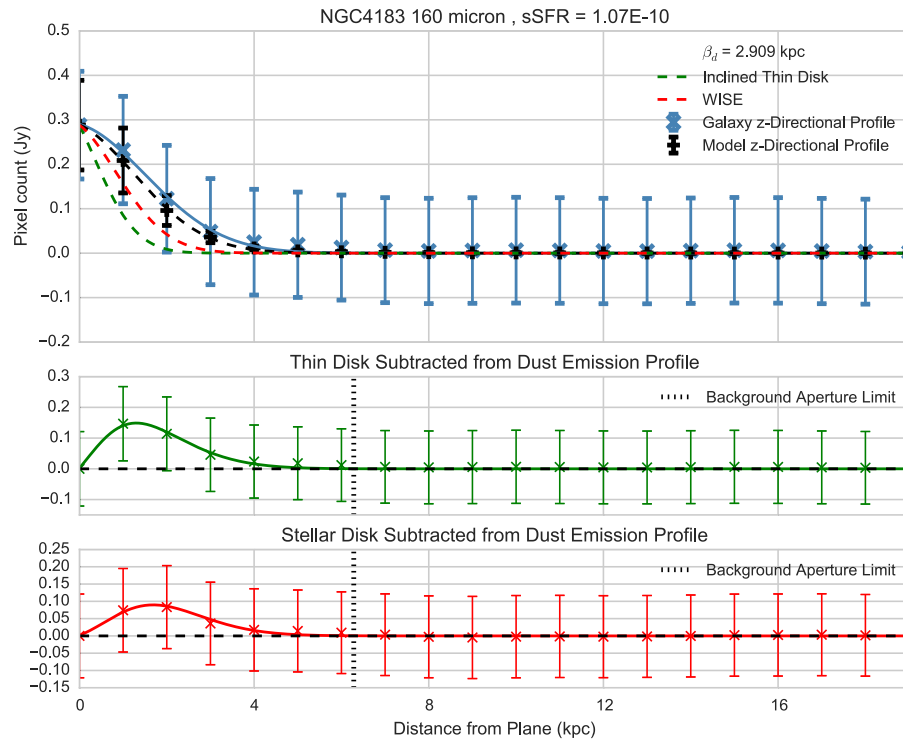 NGC4183 160 micron , sSFR = 1.07E-10
0.5
0.4
0.3
0.2
0.1
0.0
−0.1
−0.2
Pixel count (Jy)
β_d = 2.909 kpc
Inclined Thin Disk
WISE
Galaxy z-Directional Profile
Model z-Directional Profile
Thin Disk Subtracted from Dust Emission Profile
0.3
0.2
0.1
0.0
−0.1
Background Aperture Limit
Stellar Disk Subtracted from Dust Emission Profile
0.25
0.20
0.15
0.10
0.05
0.00
−0.05
−0.10
−0.15
Background Aperture Limit
0 4 8 12 16
Distance from Plane (kpc)